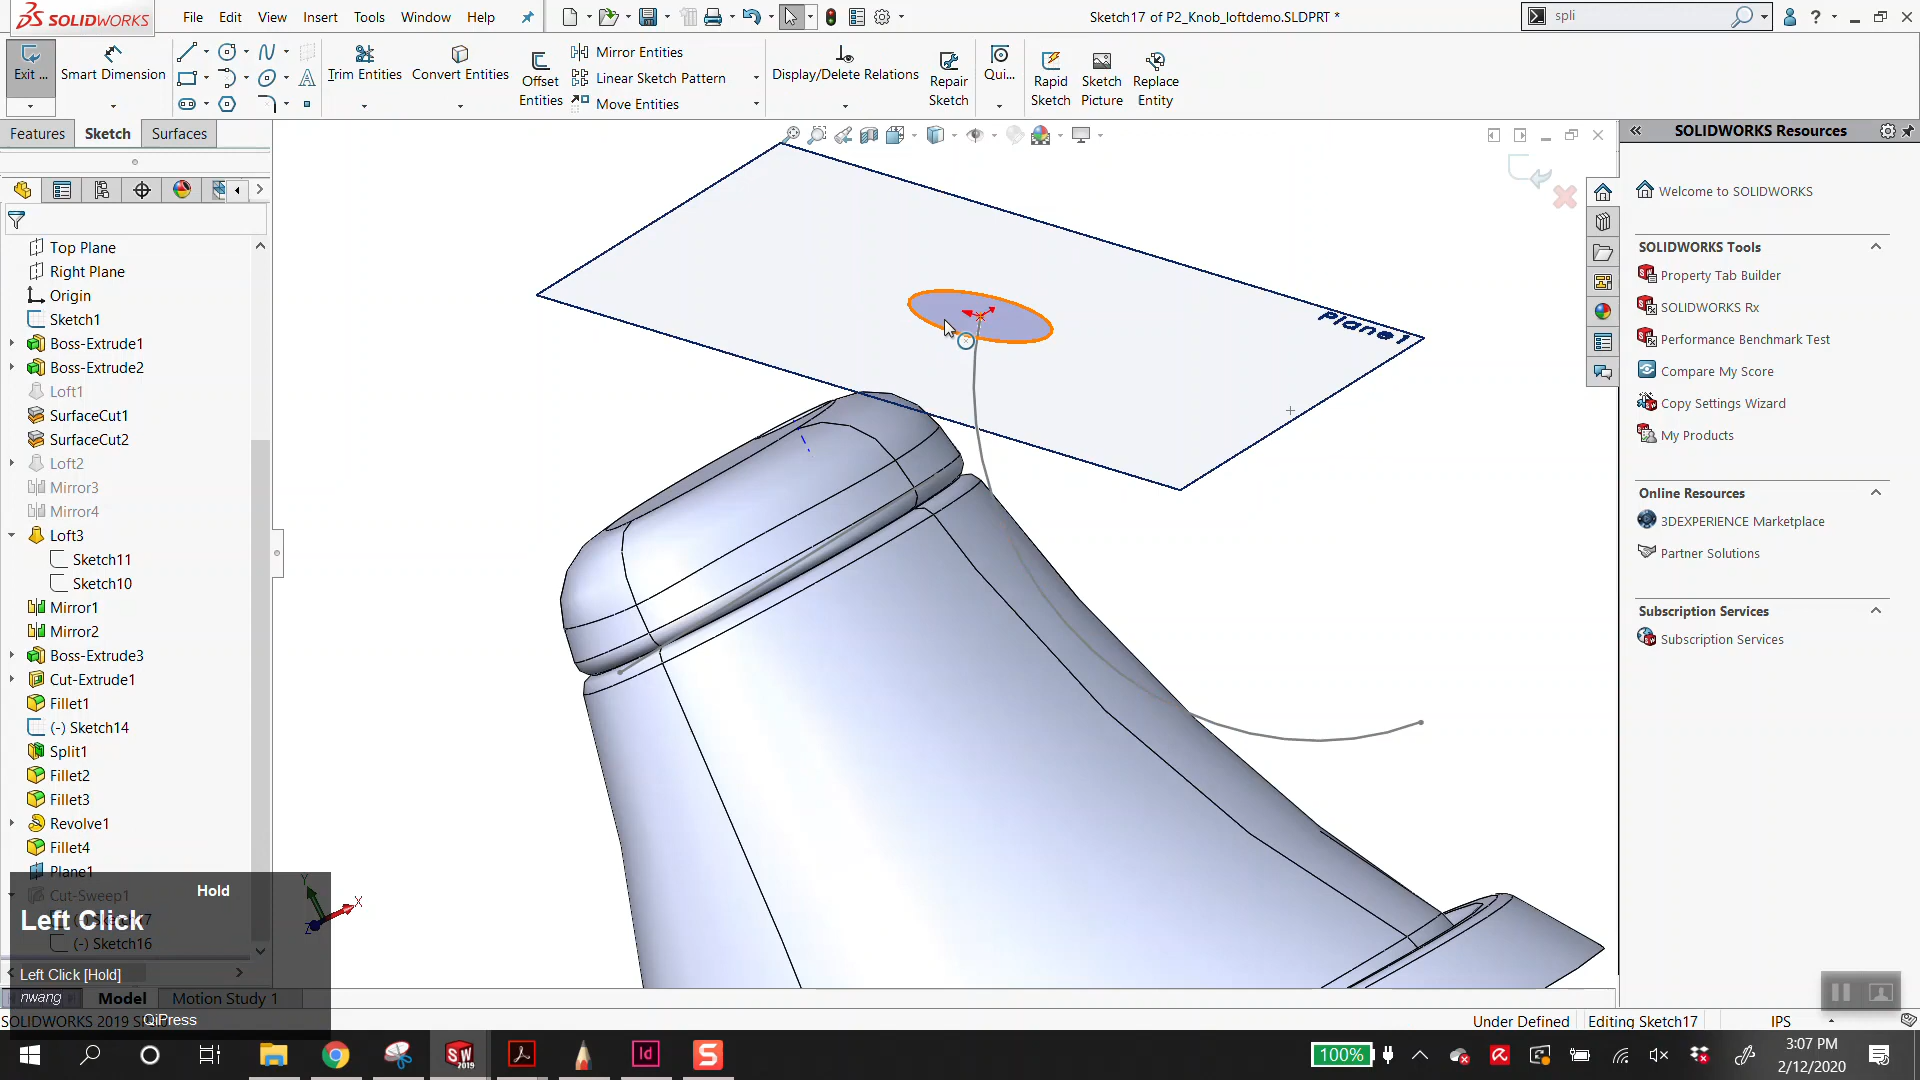 SOLIDWORKS
File Edit View Insert Tools Window Help
Sketch17 of P2_Knob_loftdemo.SLDPRT *
spli
Exit ...
Smart Dimension
Trim Entities
Convert Entities
Offset Entities
Mirror Entities
Linear Sketch Pattern
Move Entities
Display/Delete Relations
Repair Sketch
Qui...
Rapid Sketch
Sketch Picture
Replace Entity
Features Sketch Surfaces
Top Plane
Right Plane
Origin
Sketch1
Boss-Extrude1
Boss-Extrude2
Loft1
SurfaceCut1
SurfaceCut2
Loft2
Mirror3
Mirror4
Loft3
Sketch11
Sketch10
Mirror1
Mirror2
Boss-Extrude3
Cut-Extrude1
Fillet1
(-) Sketch14
Split1
Fillet2
Fillet3
Revolve1
Fillet4
Plane1
Cut-Sweep1
(-) Sketch16
Hold
Left Click
Left Click [Hold]
nwang
QiPress
Plane 1
Y
X
Z
SOLIDWORKS Resources
Welcome to SOLIDWORKS
SOLIDWORKS Tools
Property Tab Builder
SOLIDWORKS Rx
Performance Benchmark Test
Compare My Score
Copy Settings Wizard
My Products
Online Resources
3DEXPERIENCE Marketplace
Partner Solutions
Subscription Services
Subscription Services
Model Motion Study 1
SOLIDWORKS 2019
Under Defined Editing Sketch17 IPS
100%
3:07 PM
2/12/2020